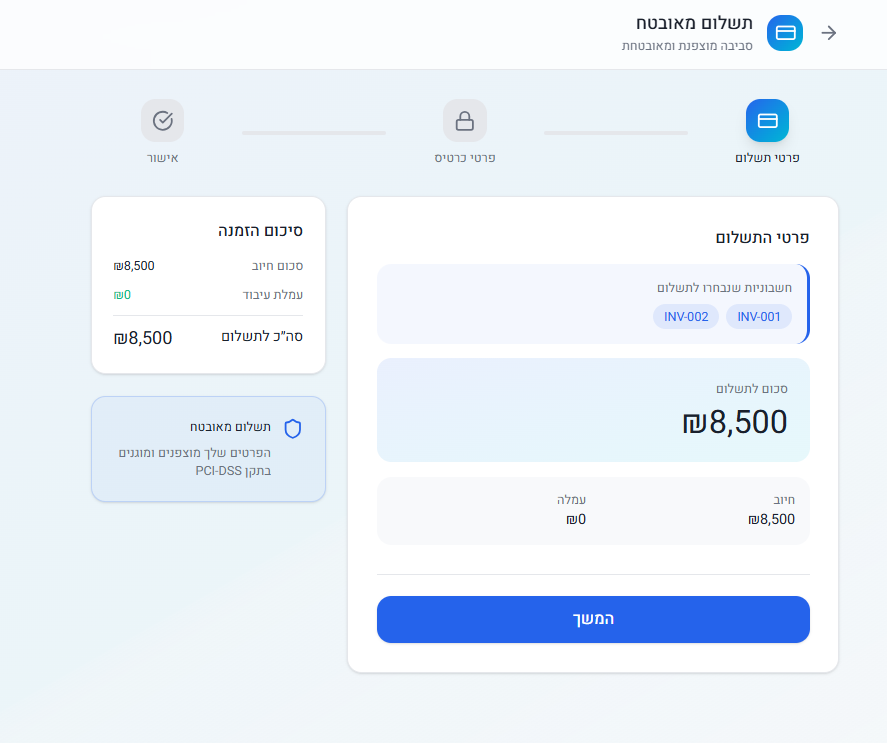 תשלום מאובטח
סביבה מוצפנת ומאובטחת
פרטי תשלום
פרטי כרטיס
אישור
פרטי התשלום
חשבוניות שנבחרו לתשלום
INV-001
INV-002
סכום לתשלום
₪8,500
חיוב
₪8,500
עמלה
₪0
המשך
סיכום הזמנה
סכום חיוב ₪8,500
עמלת עיבוד ₪0
סה״כ לתשלום ₪8,500
תשלום מאובטח
הפרטים שלך מוצפנים ומוגנים
בתקן PCI-DSS